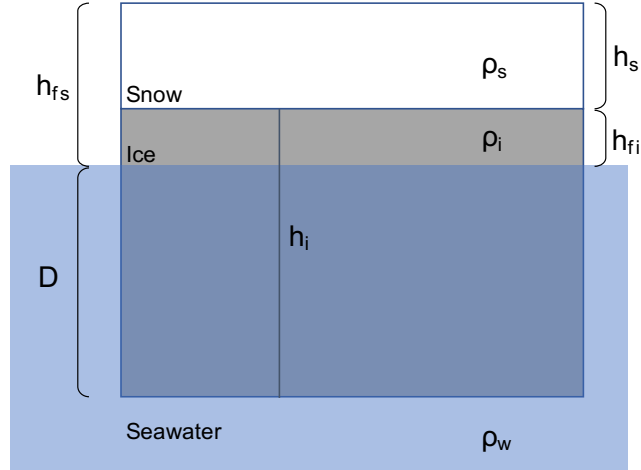 h_fs
Snow
ρ_s
h_s
Ice
ρ_i
h_fi
D
h_i
Seawater
ρ_w